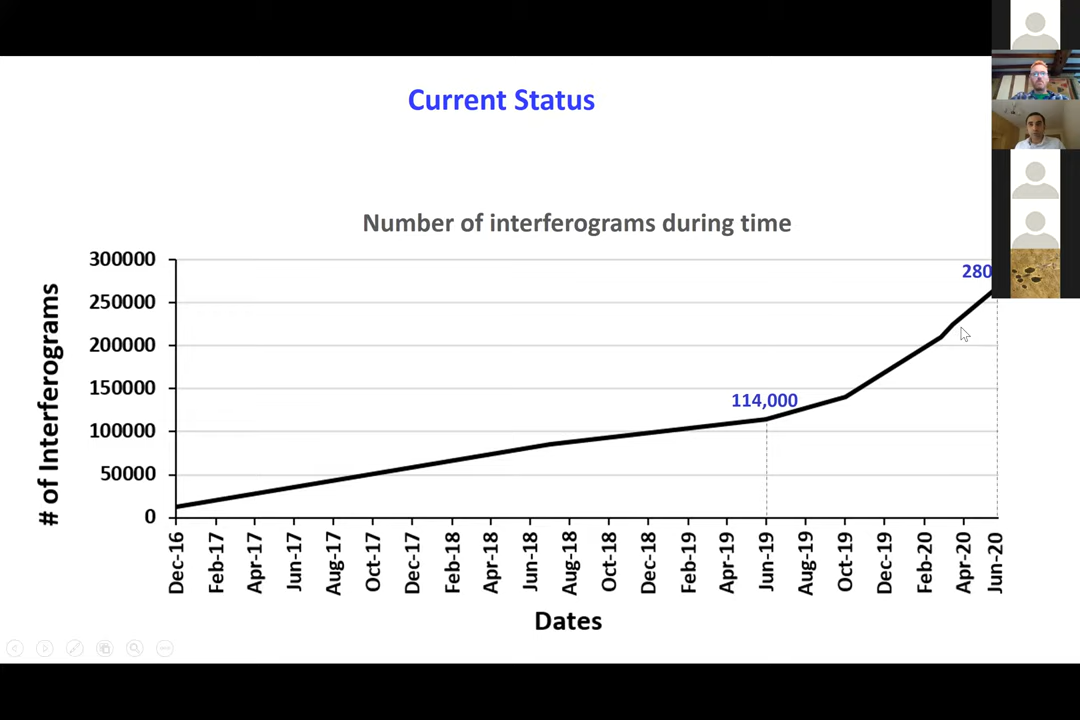 Current Status
Number of interferograms during time
# of Interferograms
300000
250000
200000
150000
100000
50000
0
114,000
280
Dec-16
Feb-17
Apr-17
Jun-17
Aug-17
Oct-17
Dec-17
Feb-18
Apr-18
Jun-18
Aug-18
Oct-18
Dec-18
Feb-19
Apr-19
Jun-19
Aug-19
Oct-19
Dec-19
Feb-20
Apr-20
Jun-20
Dates